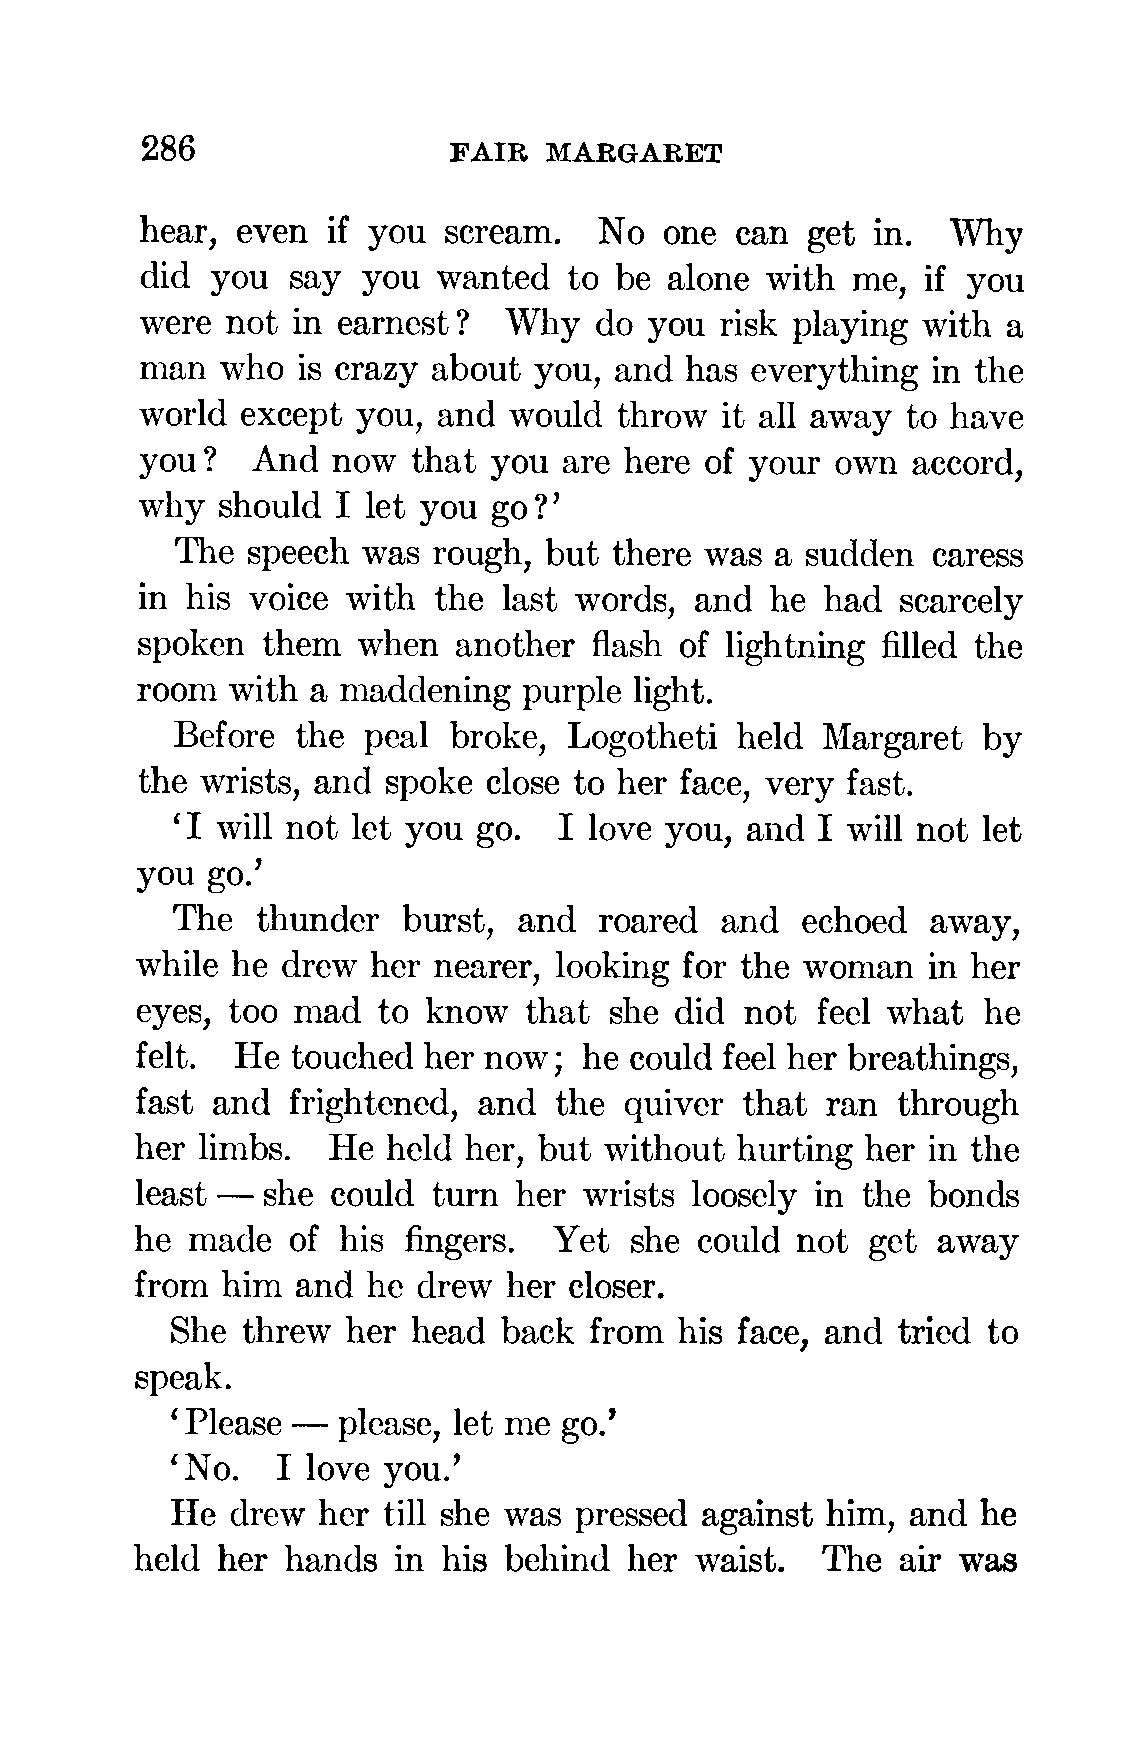 286 FAIR MARGARET
hear, even if you scream. No one can get in. Why
did you say you wanted to be alone with me, if you
were not in earnest? Why do you risk playing with a
man who is crazy about you, and has everything in the
world except you, and would throw it all away to have
you? And now that you are here of your own accord,
why should I let you go?'
The speech was rough, but there was a sudden caress
in his voice with the last words, and he had scarcely
spoken them when another flash of lightning filled the
room with a maddening purple light.
Before the peal broke, Logotheti held Margaret by
the wrists, and spoke close to her face, very fast.
'I will not let you go. I love you, and I will not let
you go.'
The thunder burst, and roared and echoed away,
while he drew her nearer, looking for the woman in her
eyes, too mad to know that she did not feel what he
felt. He touched her now; he could feel her breathings,
fast and frightened, and the quiver that ran through
her limbs. He held her, but without hurting her in the
least — she could turn her wrists loosely in the bonds
he made of his fingers. Yet she could not get away
from him and he drew her closer.
She threw her head back from his face, and tried to
speak.
'Please — please, let me go.'
'No. I love you.'
He drew her till she was pressed against him, and he
held her hands in his behind her waist. The air was